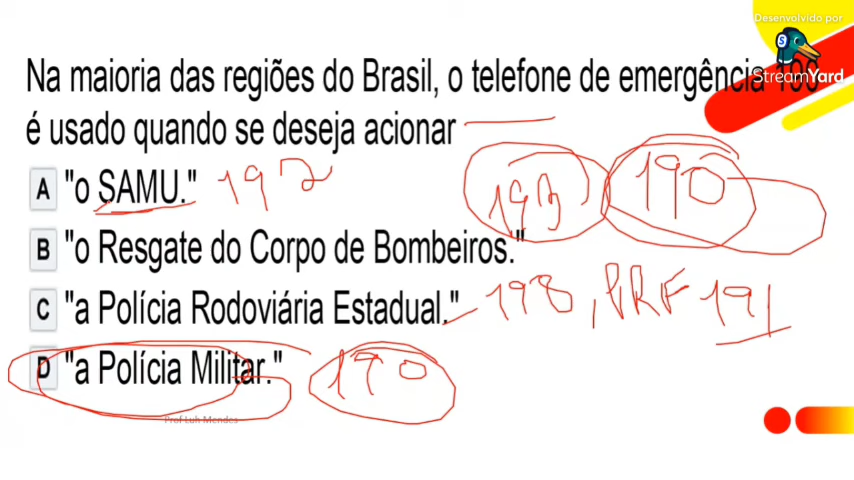 Desenvolvido por
StreamYard
Na maioria das regiões do Brasil, o telefone de emergência 190
é usado quando se deseja acionar
A "o SAMU." 192
193 190
B "o Resgate do Corpo de Bombeiros."
C "a Polícia Rodoviária Estadual." 198, PRF 191
D "a Polícia Militar." 190
Prof Luh Mendes